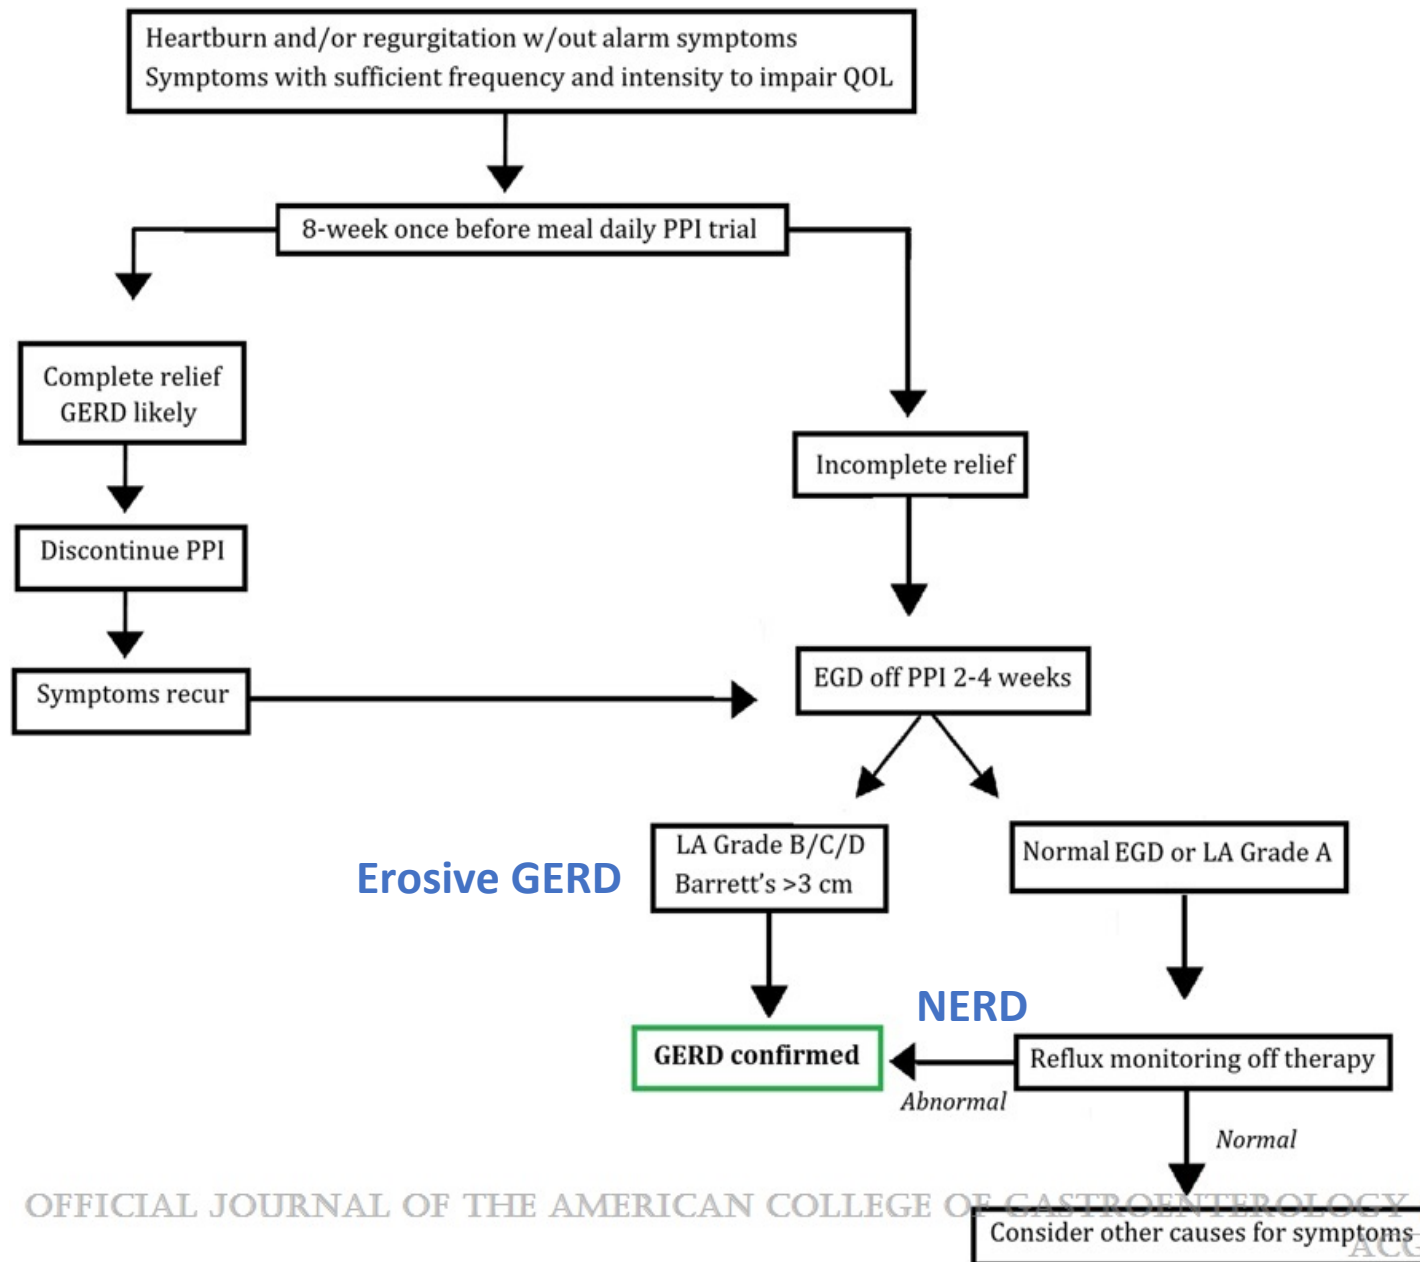 Heartburn and/or regurgitation w/out alarm symptoms
Symptoms with sufficient frequency and intensity to impair QOL
8-week once before meal daily PPI trial
Complete relief
GERD likely
Incomplete relief
Discontinue PPI
Symptoms recur
EGD off PPI 2-4 weeks
Erosive GERD
LA Grade B/C/D
Barrett's >3 cm
Normal EGD or LA Grade A
NERD
GERD confirmed
Reflux monitoring off therapy
Abnormal
Normal
OFFICIAL JOURNAL OF THE AMERICAN COLLEGE OF GASTROENTEROLOGY
Consider other causes for symptoms
ACG